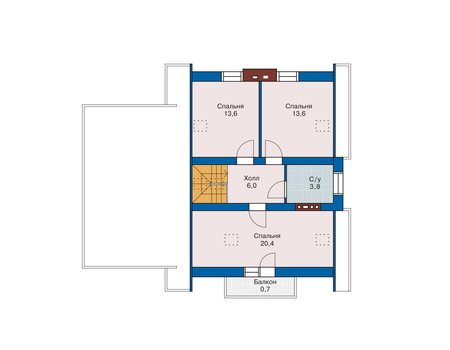 Спальня
13,6
Спальня
13,6
Холл
6,0
С/у
3,8
Спальня
20,4
Балкон
0,7